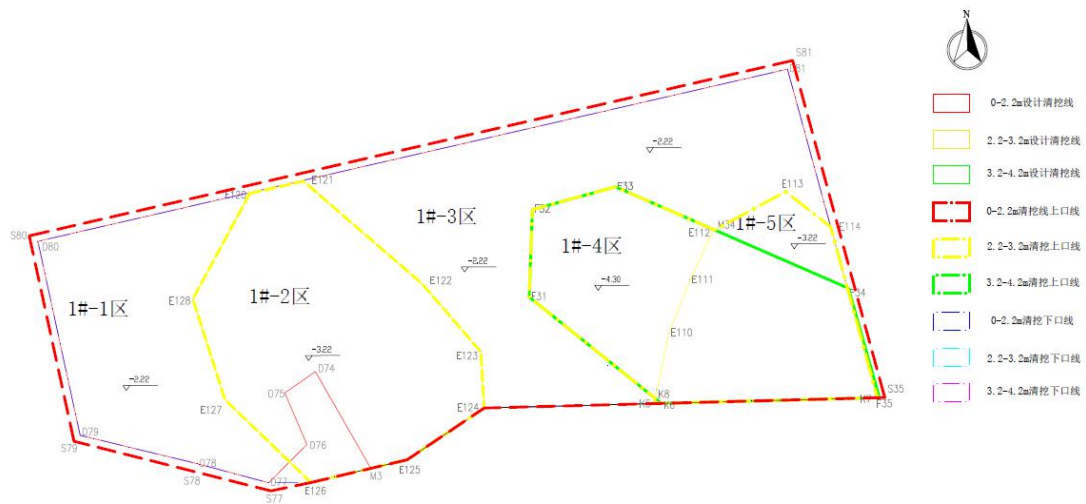 N
S81
D81
0-2.2m设计清挖线
-2.22
2.2-3.2m设计清挖线
E121
E33
E113
3.2-4.2m设计清挖线
E120
1#-3区
F32
M34
1#-5区
0-2.2m清挖线上口线
S80
D80
1#-4区
E112
-3.22
E114
2.2-3.2m清挖上口线
-2.22
E111
-4.30
E122
3.2-4.2m清挖上口线
1#-1区
E128
1#-2区
E31
E34
0-2.2m清挖下口线
E110
-3.22
E123
2.2-3.2m清挖下口线
D74
-2.22
D75
K8
S35
3.2-4.2m清挖下口线
E127
E124
K5
K6
K7
F35
D79
S79
D76
D78
E125
S78
M3
D77
E126
S77